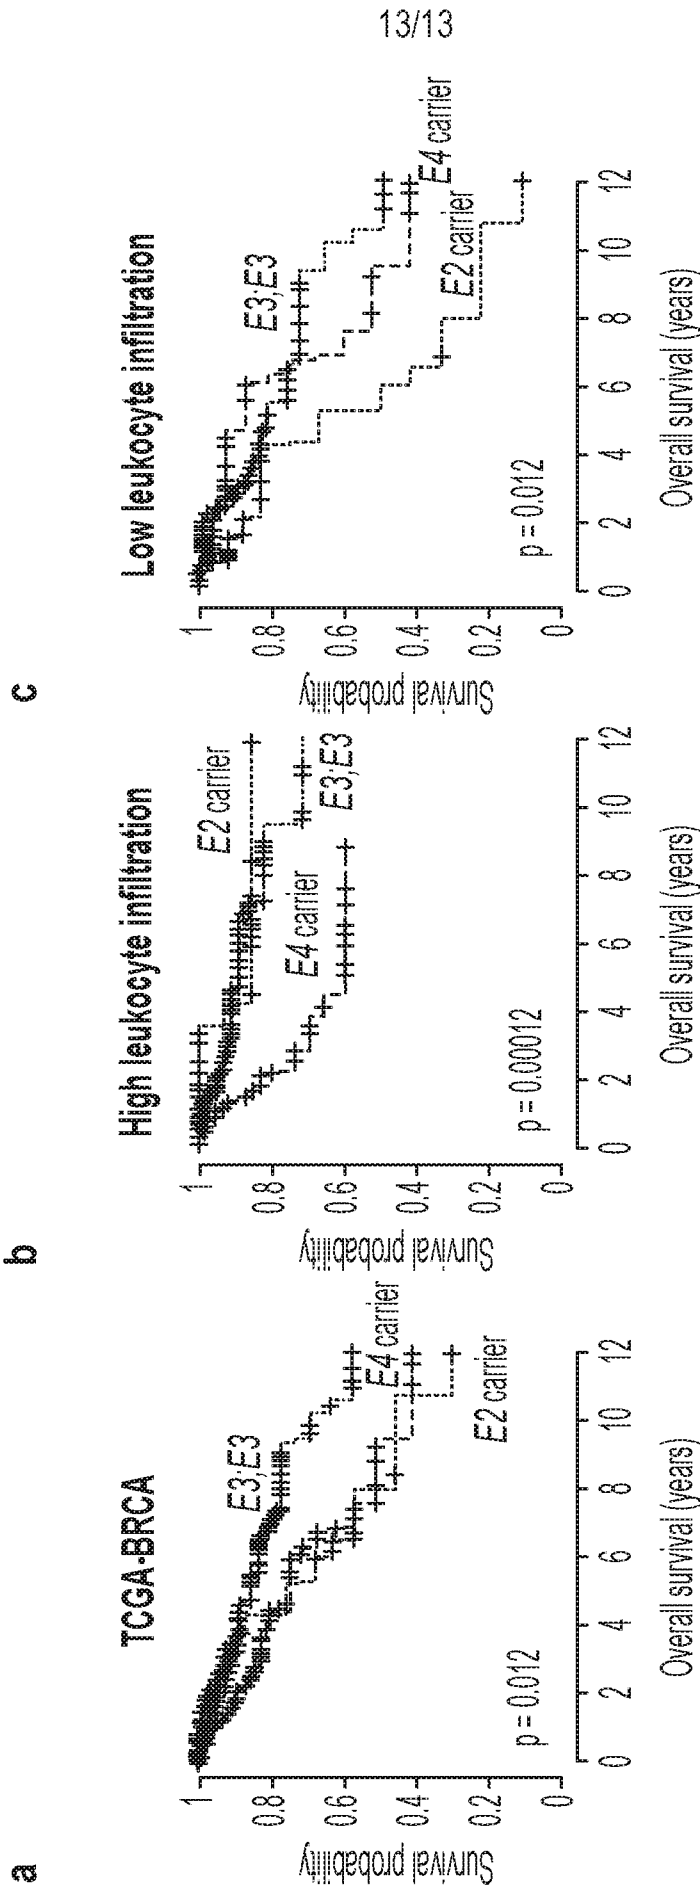 13/13
a
TCGA-BRCA
Survival probability
1
0.8
0.6
0.4
0.2
0
E3;E3
E4 carrier
E2 carrier
p = 0.012
0 2 4 6 8 10 12
Overall survival (years)
b
High leukocyte infiltration
Survival probability
1
0.8
0.6
0.4
0.2
0
E2 carrier
E3;E3
E4 carrier
p = 0.00012
0 2 4 6 8 10 12
Overall survival (years)
c
Low leukocyte infiltration
Survival probability
1
0.8
0.6
0.4
0.2
0
E3;E3
E4 carrier
E2 carrier
p = 0.012
0 2 4 6 8 10 12
Overall survival (years)